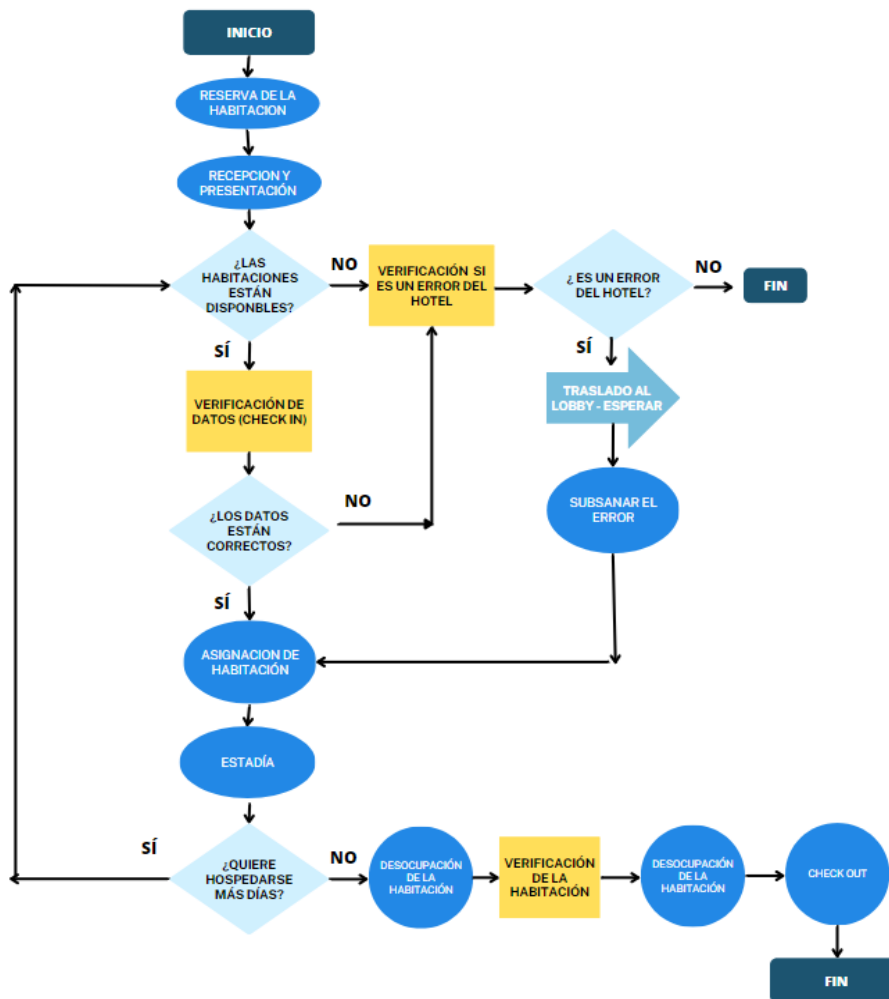 INICIO
RESERVA DE LA
HABITACION
RECEPCION Y
PRESENTACIÓN
¿LAS
HABITACIONES
ESTÁN
DISPONBLES?
NO
VERIFICACIÓN SI
ES UN ERROR DEL
HOTEL
¿ ES UN ERROR
DEL HOTEL?
NO
FIN
SÍ
SÍ
VERIFICACIÓN DE
DATOS (CHECK IN)
TRASLADO AL
LOBBY - ESPERAR
¿LOS DATOS
ESTÁN
CORRECTOS?
NO
SUBSANAR EL
ERROR
SÍ
ASIGNACION DE
HABITACIÓN
ESTADÍA
SÍ
¿QUIERE
HOSPEDARSE
MÁS DÍAS?
NO
DESOCUPACIÓN
DE LA
HABITACIÓN
VERIFICACIÓN
DE LA
HABITACIÓN
DESOCUPACIÓN
DE LA
HABITACIÓN
CHECK OUT
FIN